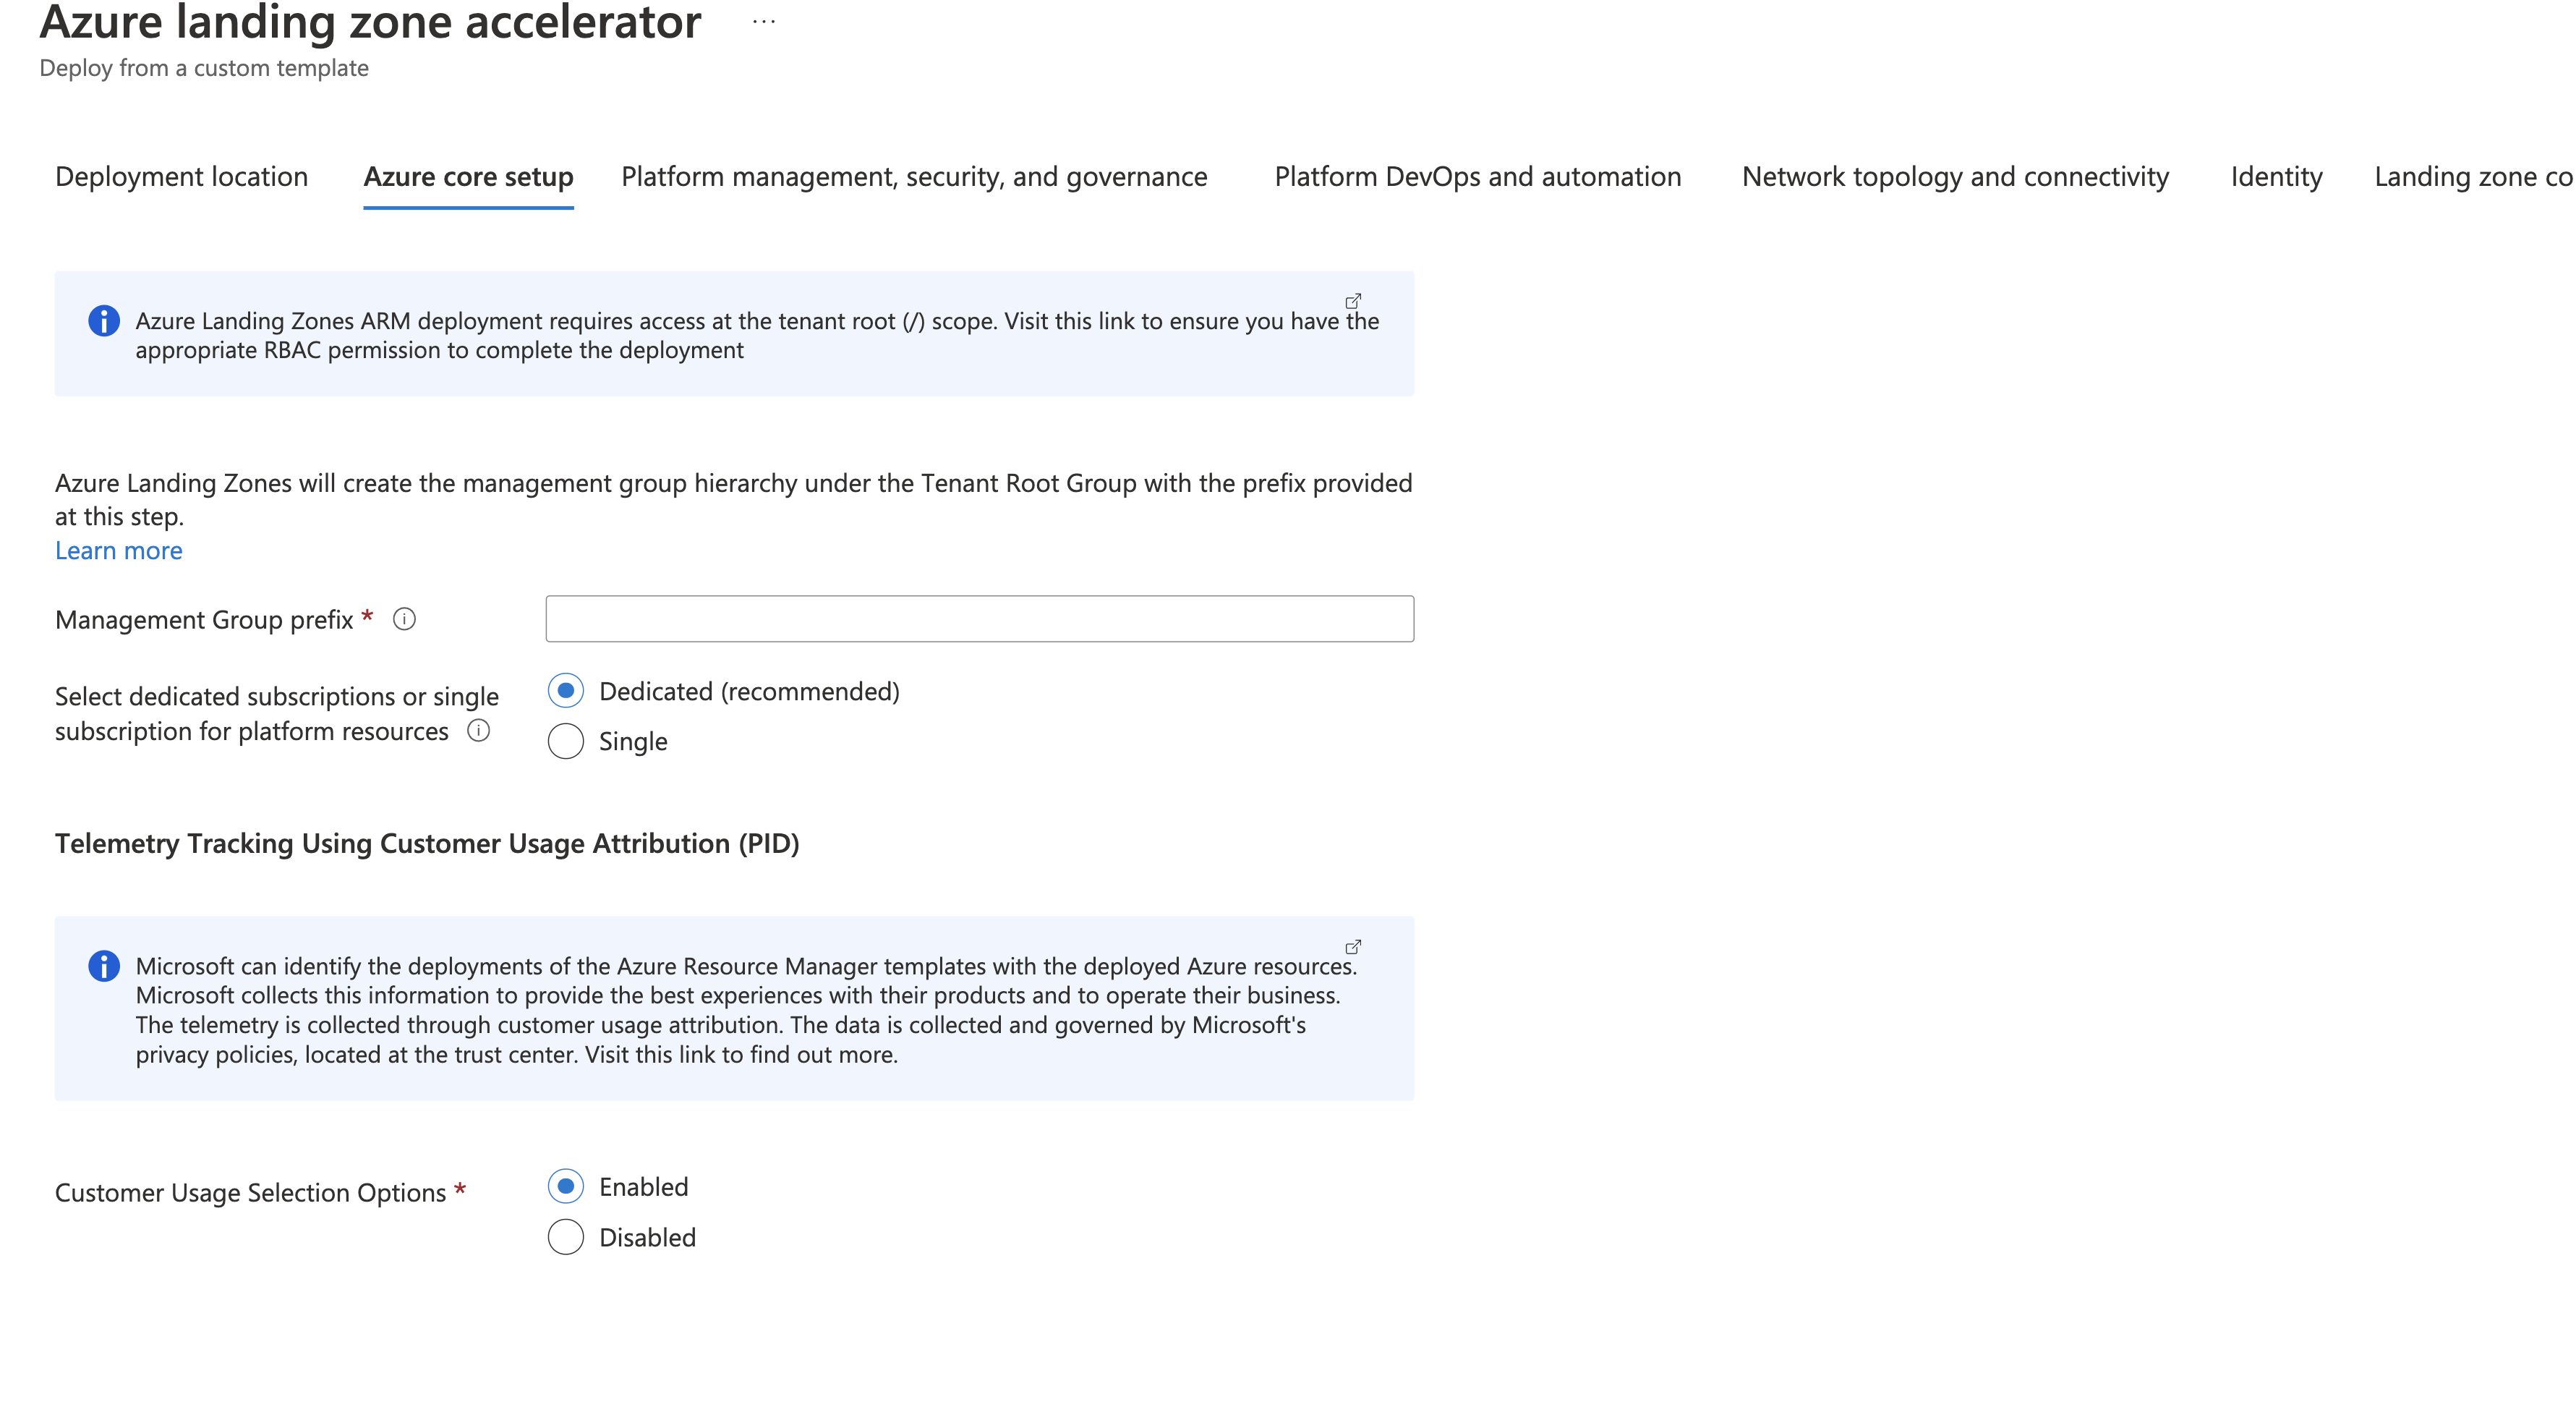 Azure landing zone accelerator ...
Deploy from a custom template
Deployment location Azure core setup Platform management, security, and governance Platform DevOps and automation Network topology and connectivity Identity Landing zone co
Azure Landing Zones ARM deployment requires access at the tenant root (/) scope. Visit this link to ensure you have the
appropriate RBAC permission to complete the deployment
Azure Landing Zones will create the management group hierarchy under the Tenant Root Group with the prefix provided
at this step.
Learn more
Management Group prefix *
Select dedicated subscriptions or single
subscription for platform resources
Dedicated (recommended)
Single
Telemetry Tracking Using Customer Usage Attribution (PID)
Microsoft can identify the deployments of the Azure Resource Manager templates with the deployed Azure resources.
Microsoft collects this information to provide the best experiences with their products and to operate their business.
The telemetry is collected through customer usage attribution. The data is collected and governed by Microsoft's
privacy policies, located at the trust center. Visit this link to find out more.
Customer Usage Selection Options *
Enabled
Disabled